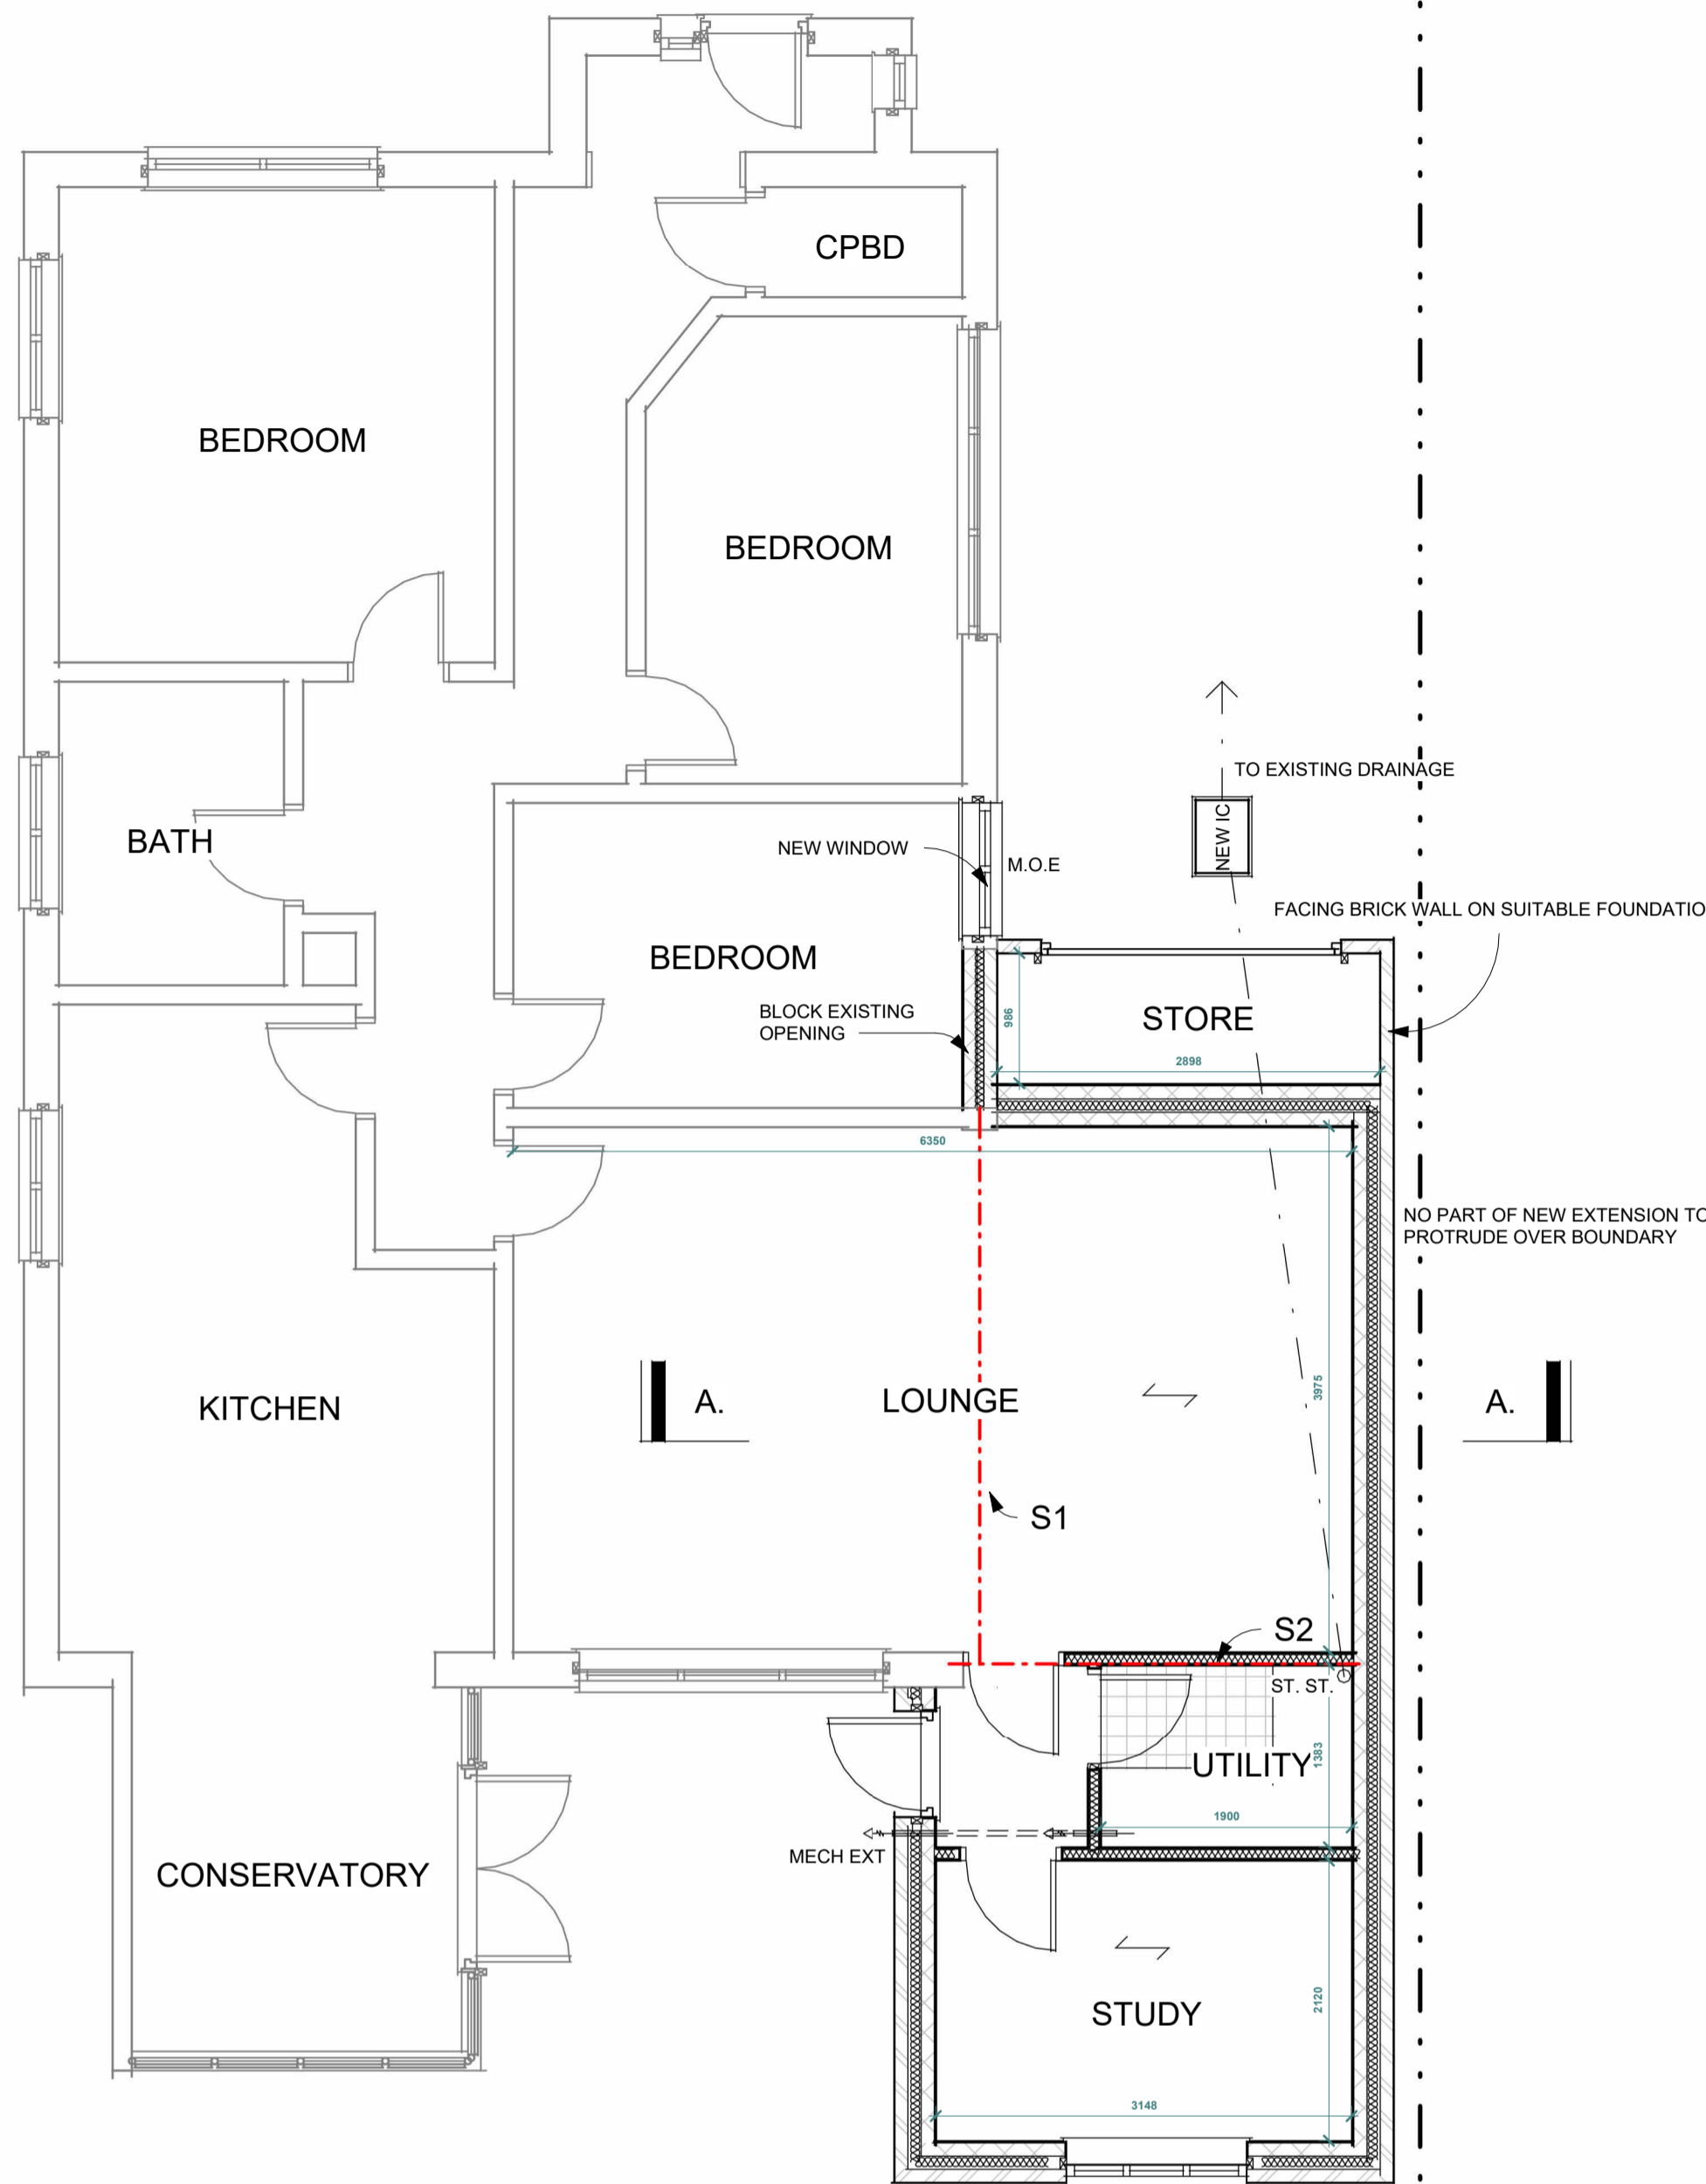 CPBD
BEDROOM
BEDROOM
TO EXISTING DRAINAGE
NEW IC
BATH
NEW WINDOW
M.O.E
FACING BRICK WALL ON SUITABLE FOUNDATIO
BEDROOM
BLOCK EXISTING
OPENING
986
STORE
2898
6350
NO PART OF NEW EXTENSION TO
PROTRUDE OVER BOUNDARY
KITCHEN
A.
LOUNGE
3975
A.
S1
S2
ST. ST.
UTILITY
1383
1900
MECH EXT
CONSERVATORY
STUDY
2120
3148